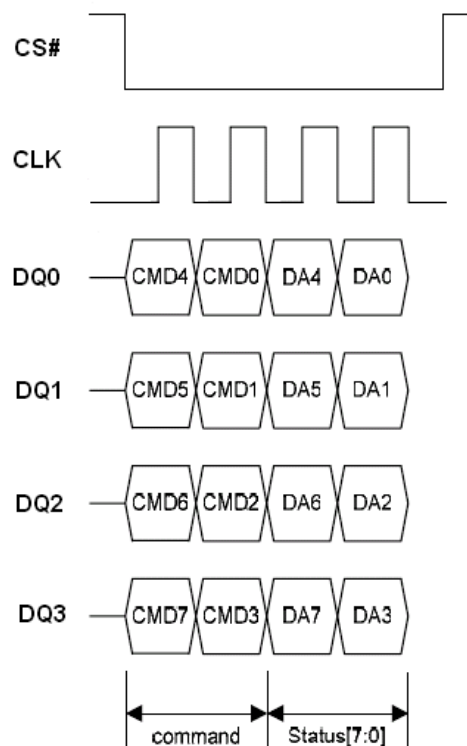 CS#
CLK
DQ0 CMD4 CMD0 DA4 DA0
DQ1 CMD5 CMD1 DA5 DA1
DQ2 CMD6 CMD2 DA6 DA2
DQ3 CMD7 CMD3 DA7 DA3
command Status[7:0]